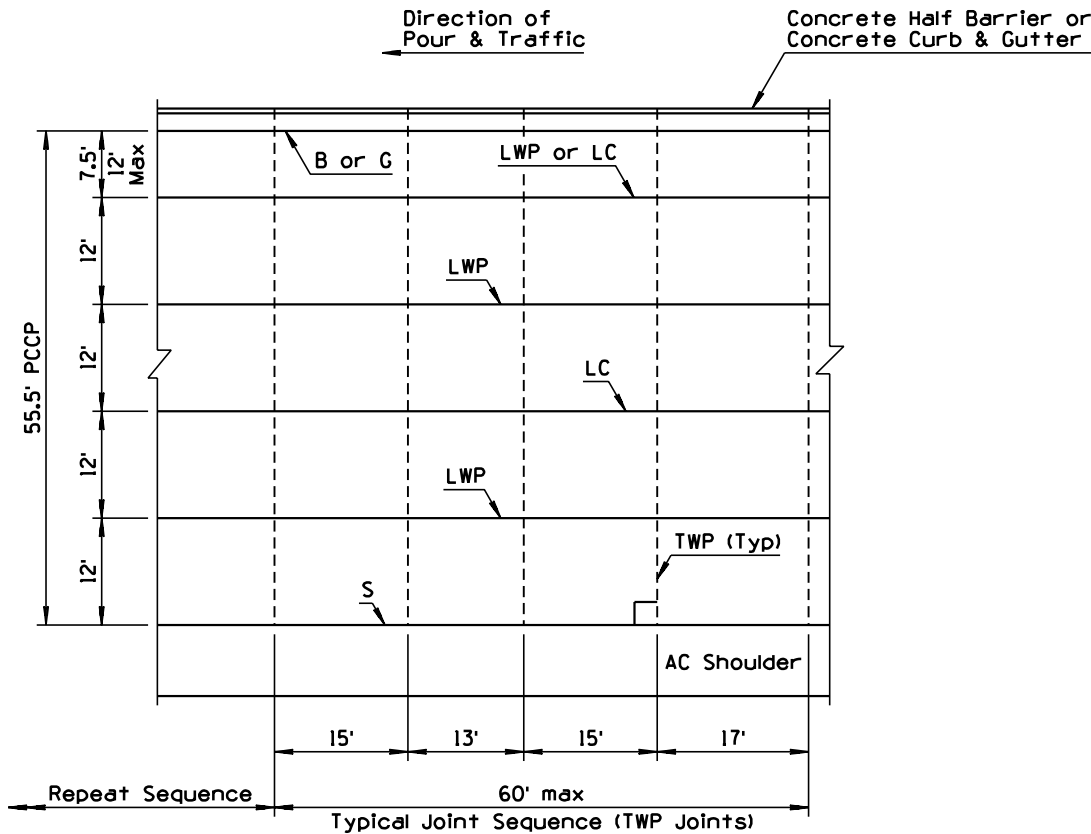 Direction of
Pour & Traffic
Concrete Half Barrier or
Concrete Curb & Gutter
7.5'
12'
Max
B or G
LWP or LC
12'
LWP
12'
55.5' PCCP
LC
12'
LWP
12'
TWP (Typ)
S
AC Shoulder
15'
13'
15'
17'
Repeat Sequence
60' max
Typical Joint Sequence (TWP Joints)